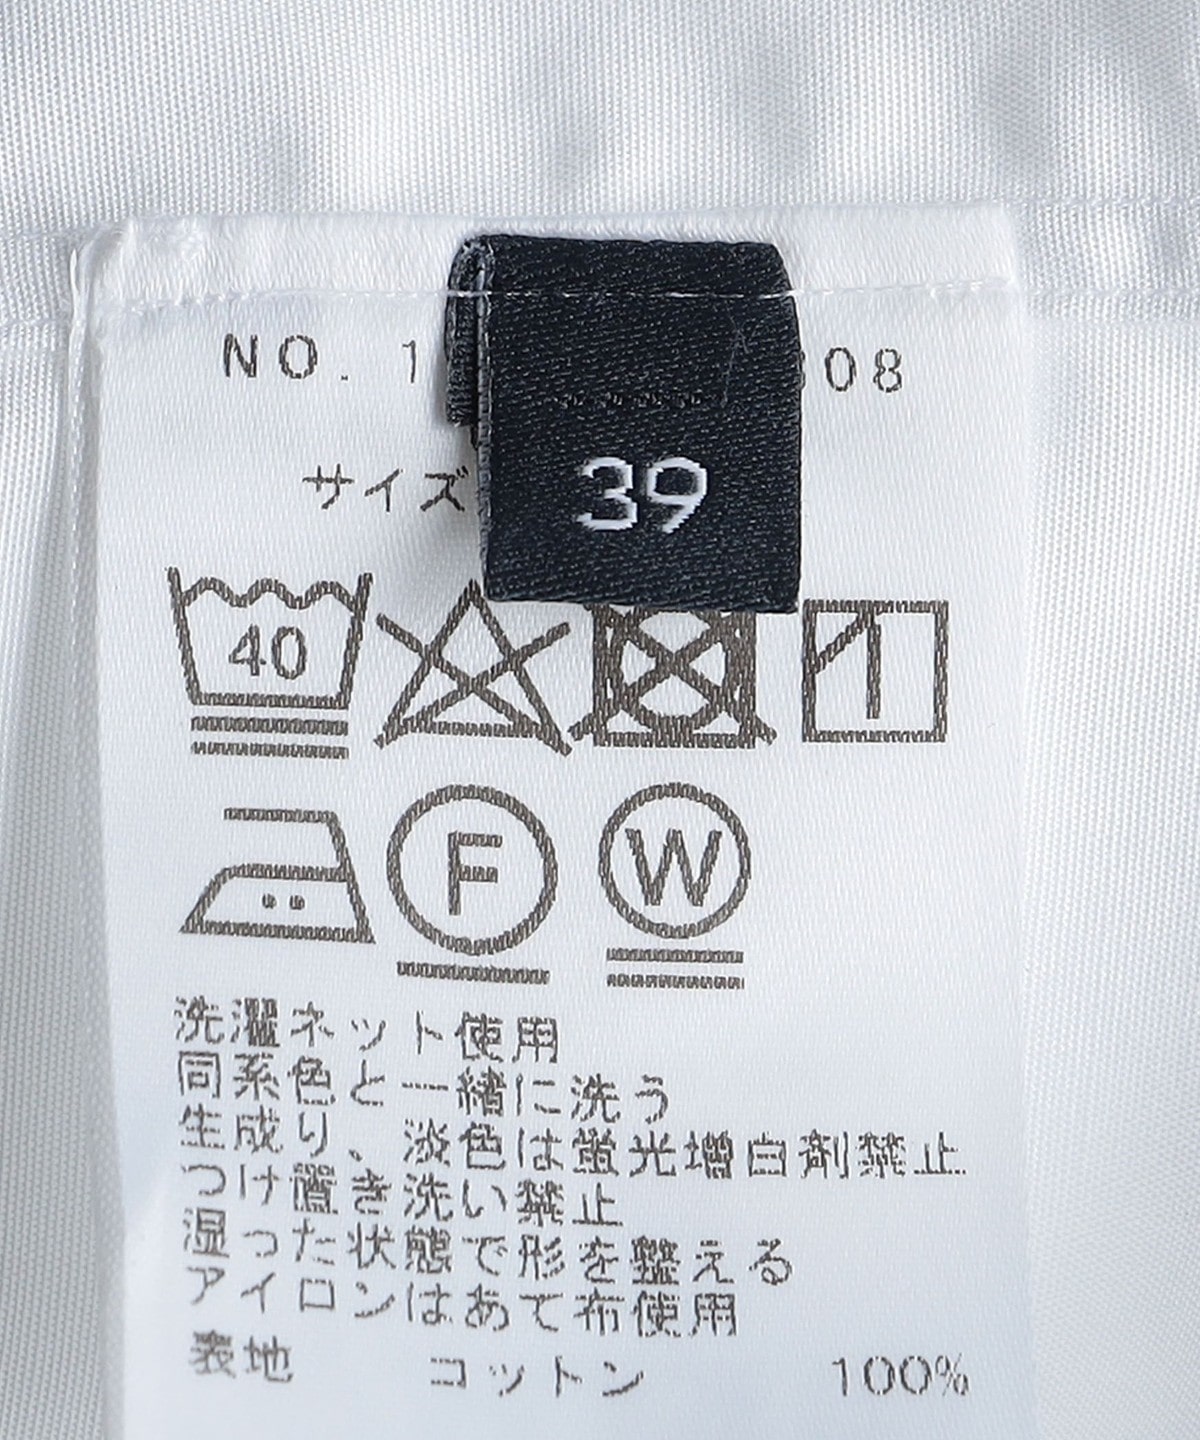 NO. 1 08
サイズ
39
40
F W
洗濯ネット使用
同系色と一緒に洗う
生成り、淡色は蛍光増白剤禁止
つけ置き洗い禁止
湿った状態で形を整える
アイロンはあて布使用
表地 コットン 100%